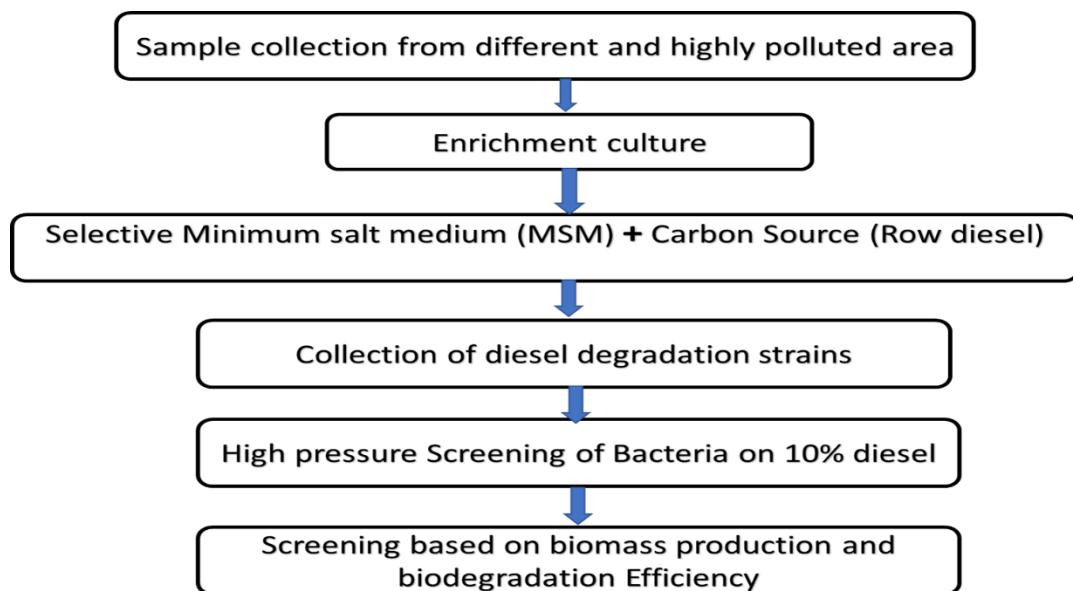 Sample collection from different and highly polluted area
Enrichment culture
Selective Minimum salt medium (MSM) + Carbon Source (Row diesel)
Collection of diesel degradation strains
High pressure Screening of Bacteria on 10% diesel
Screening based on biomass production and
biodegradation Efficiency